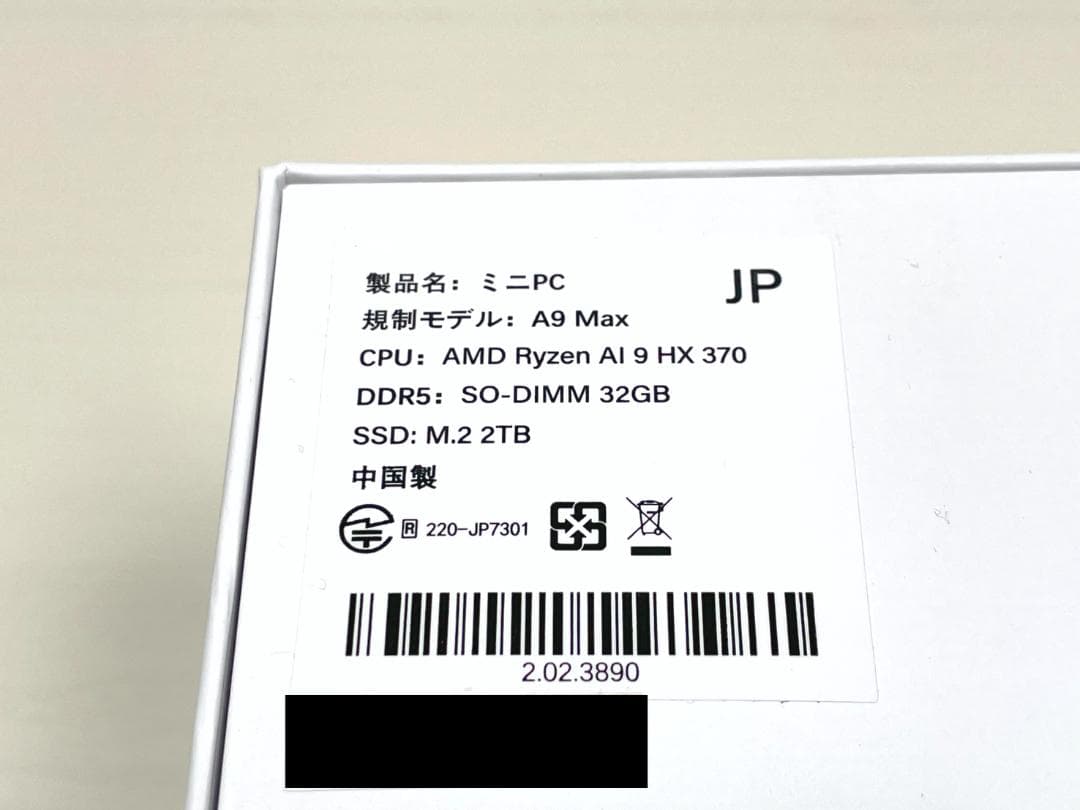 製品名：ミニPC
JP
規制モデル：A9 Max
CPU：AMD Ryzen AI 9 HX 370
DDR5：SO-DIMM 32GB
SSD: M.2 2TB
中国製
R 220-JP7301
2.02.3890